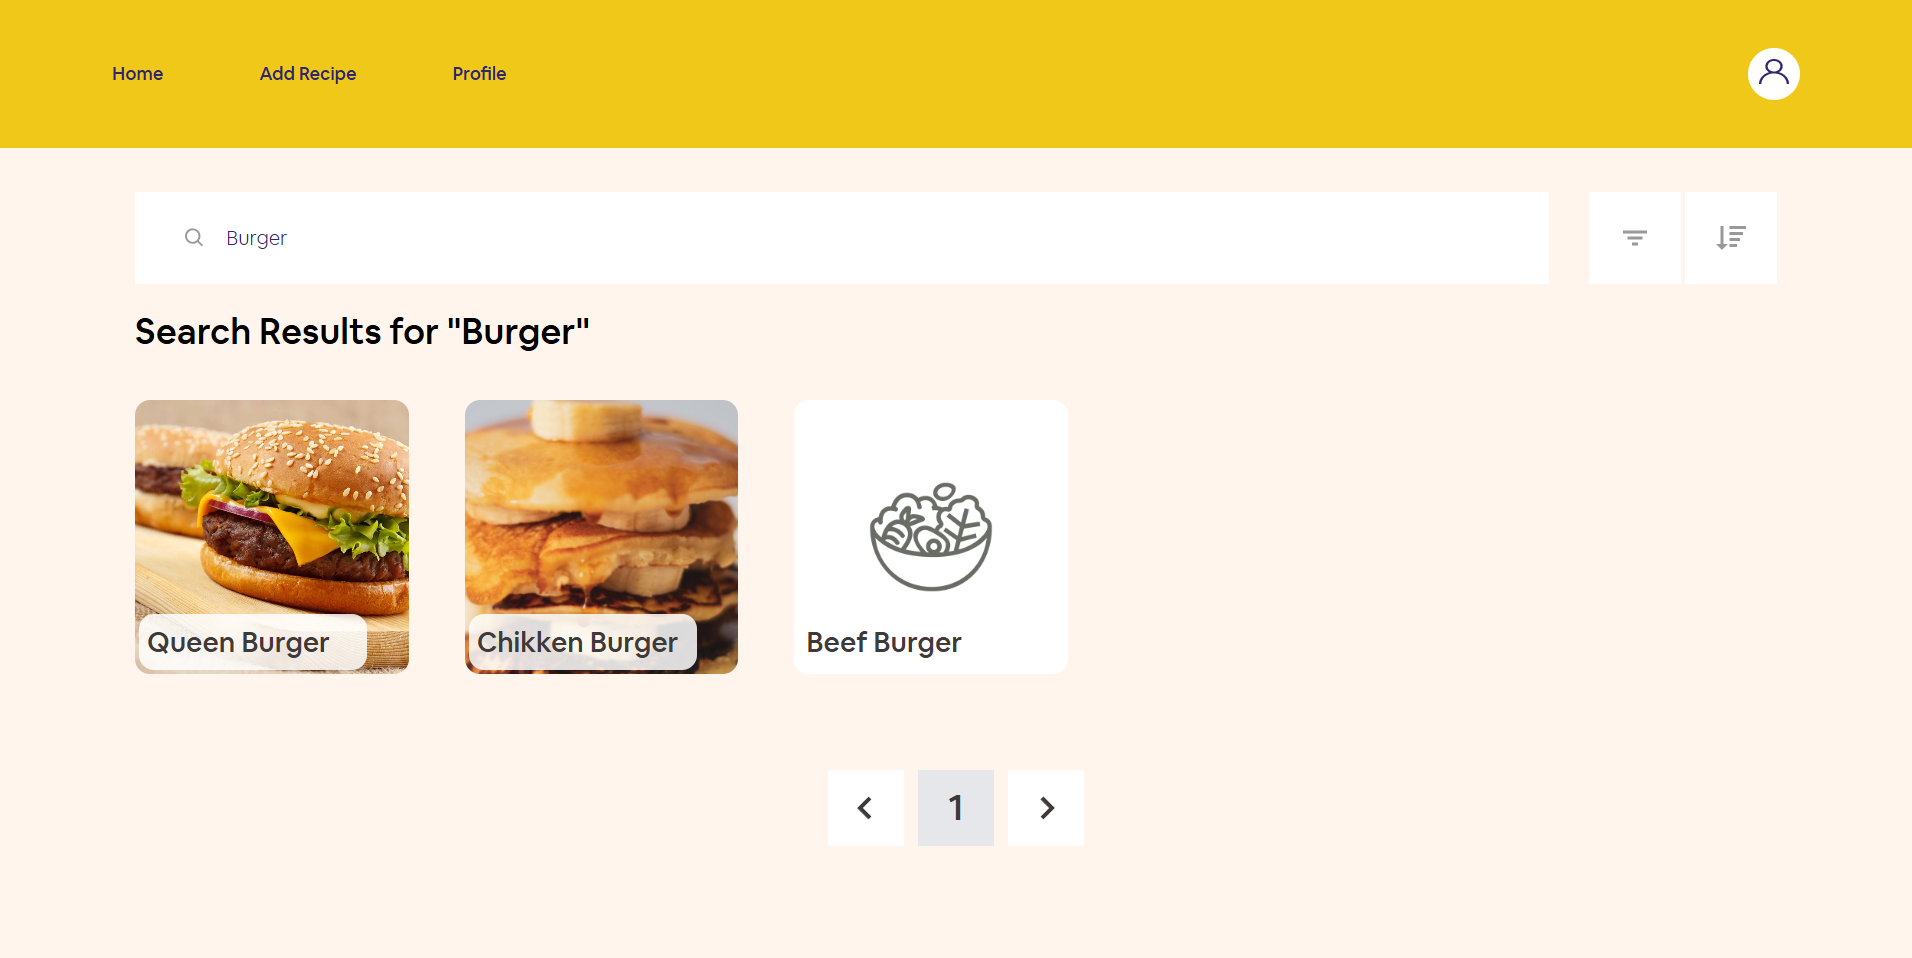 Home
Add Recipe
Profile
Burger
Search Results for "Burger"
Queen Burger
Chikken Burger
Beef Burger
1